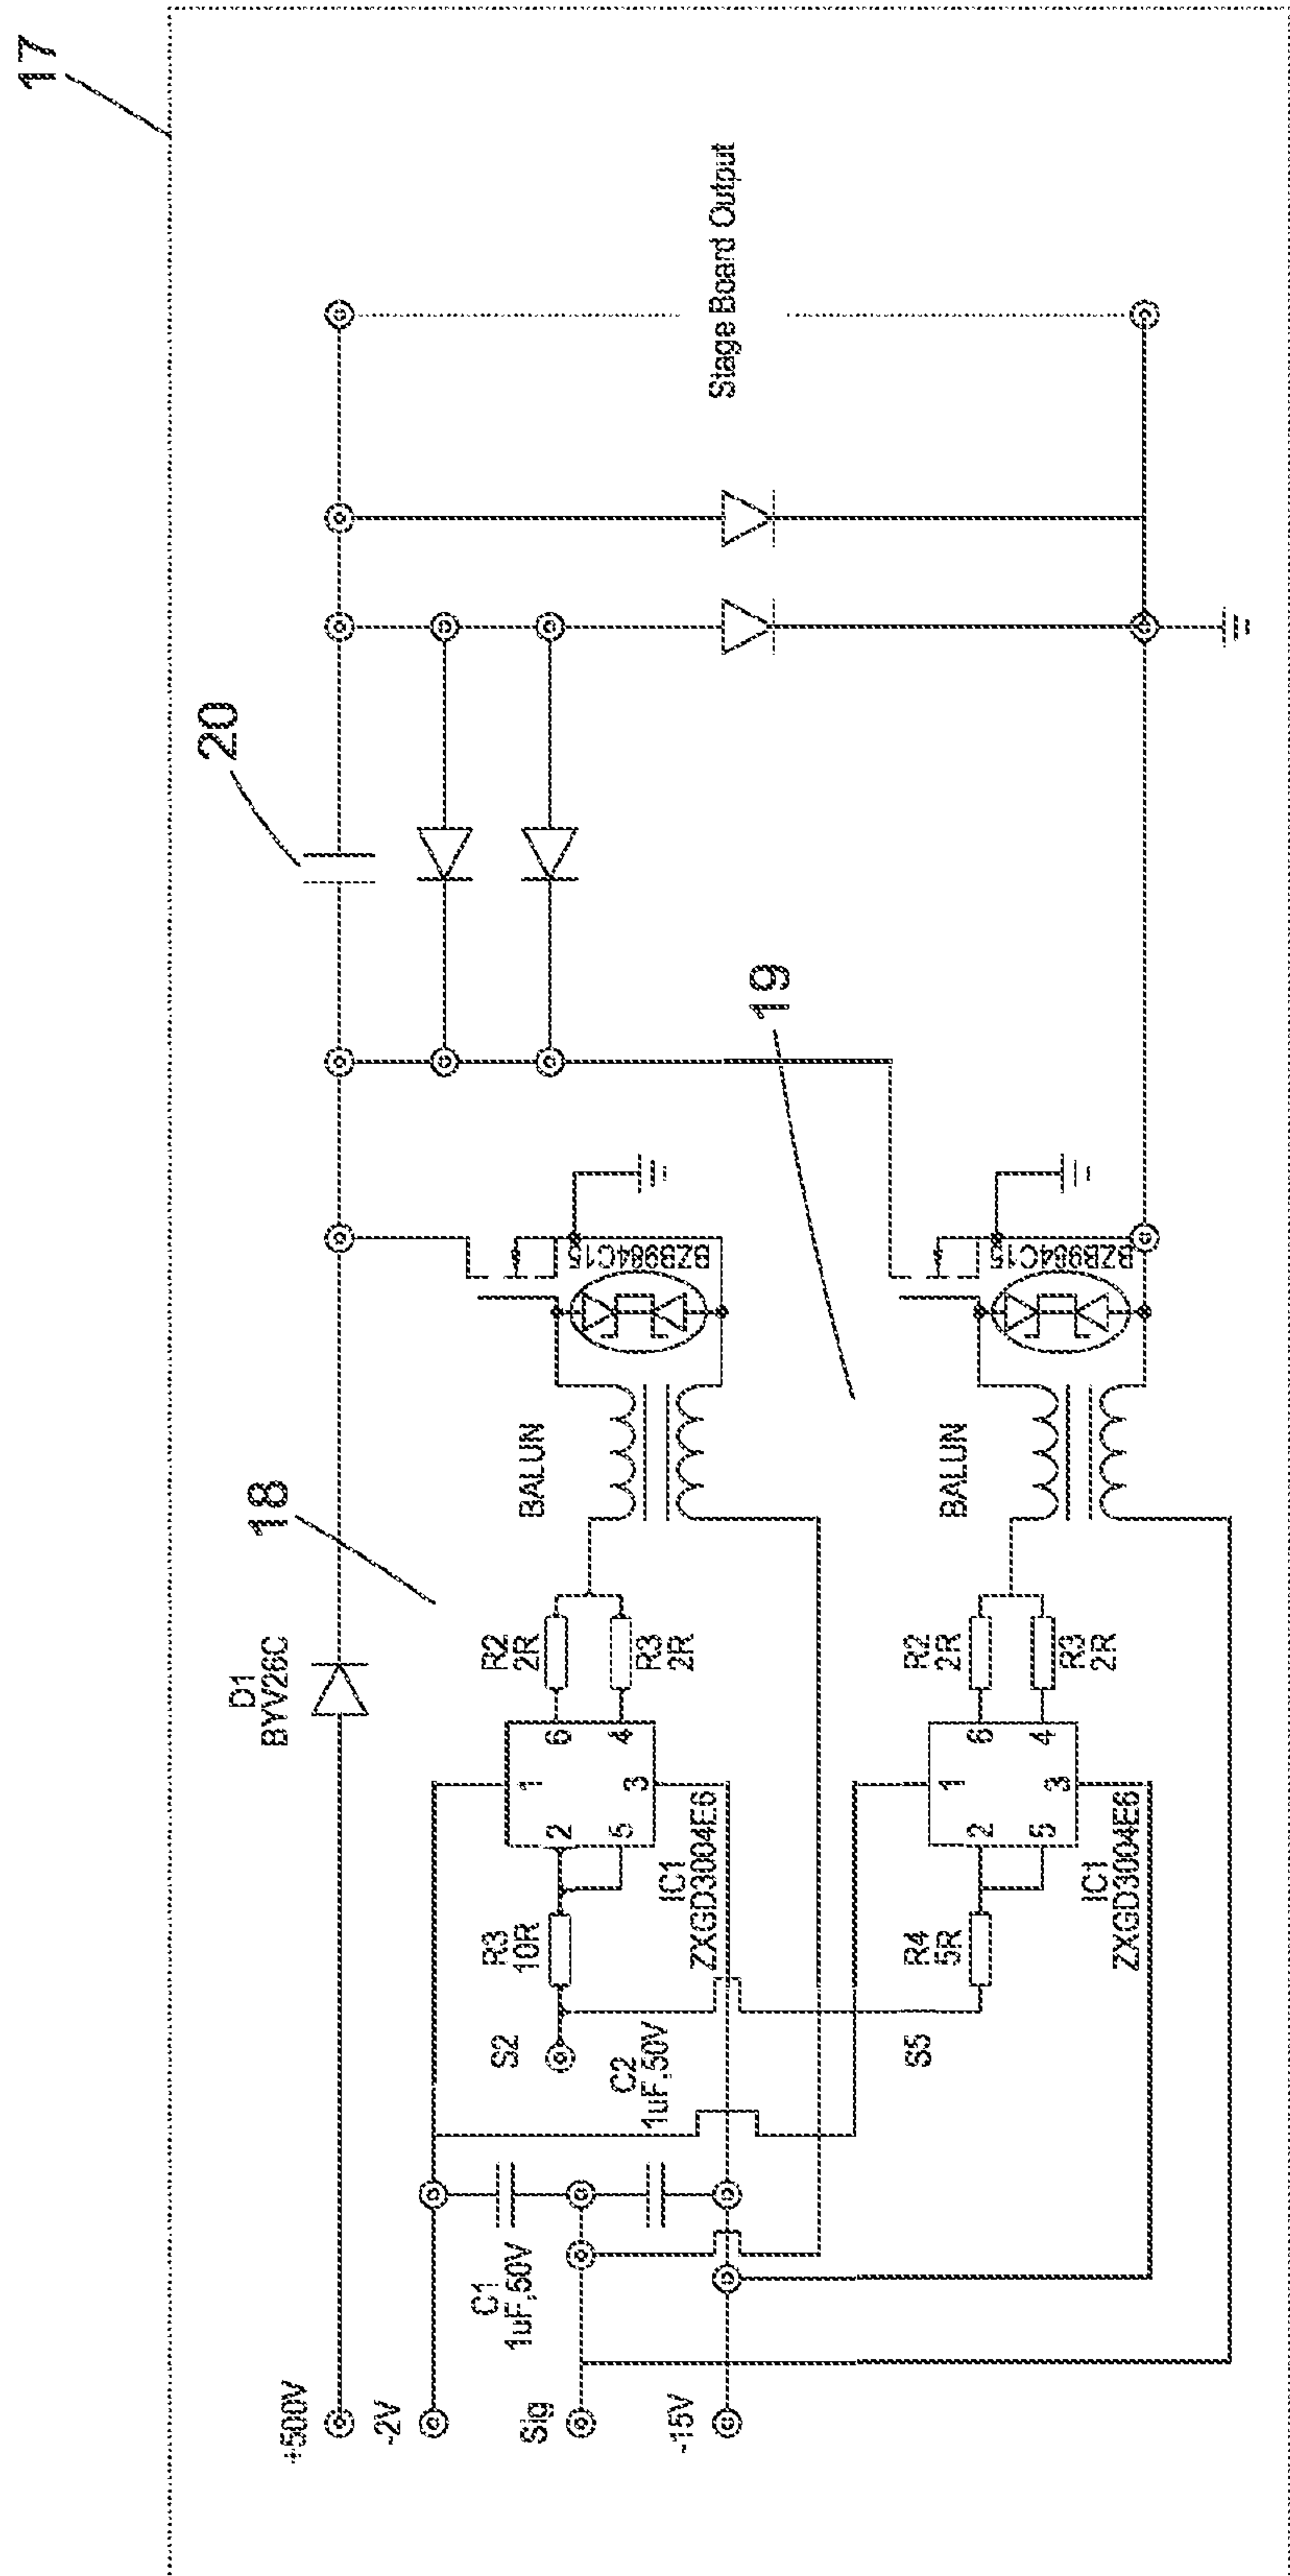 17
+500V
D1
BYV26C
20
-2V
18
C1
1uF,50V
S2
R3
10R
2
5
1
3
6
4
R2
2R
R3
2R
BALUN
BZB984C15
IC1
ZXGD3004E6
Sig
C2
1uF,50V
19
Stage Board Output
-15V
S5
R4
5R
2
5
1
3
6
4
R2
2R
R3
2R
BALUN
BZB984C15
IC1
ZXGD3004E6